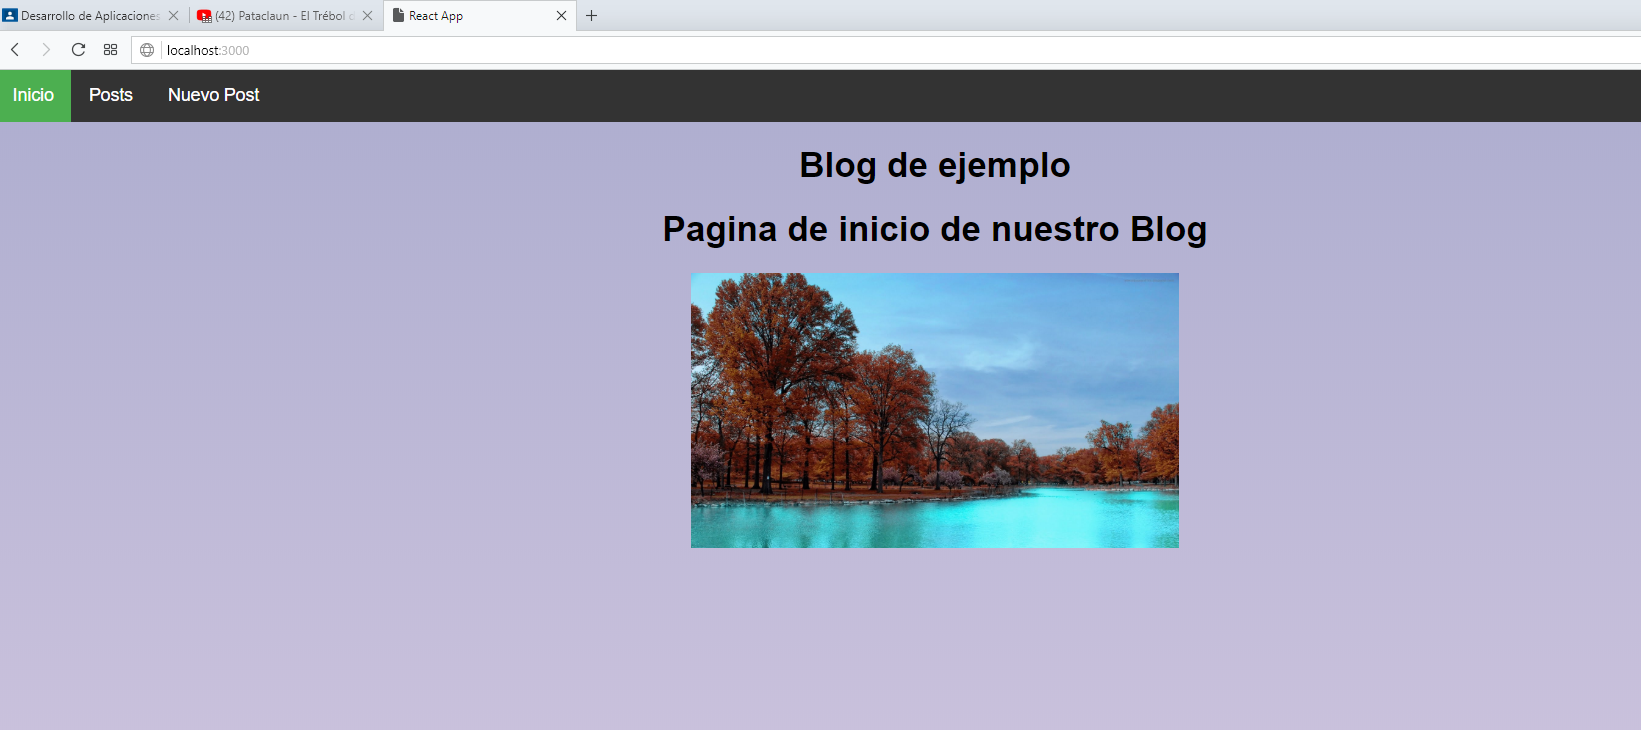 Desarrollo de Aplicaciones
(42) Pataclaun - El Trébol d
React App
localhost:3000
Inicio
Posts
Nuevo Post
Blog de ejemplo
Pagina de inicio de nuestro Blog